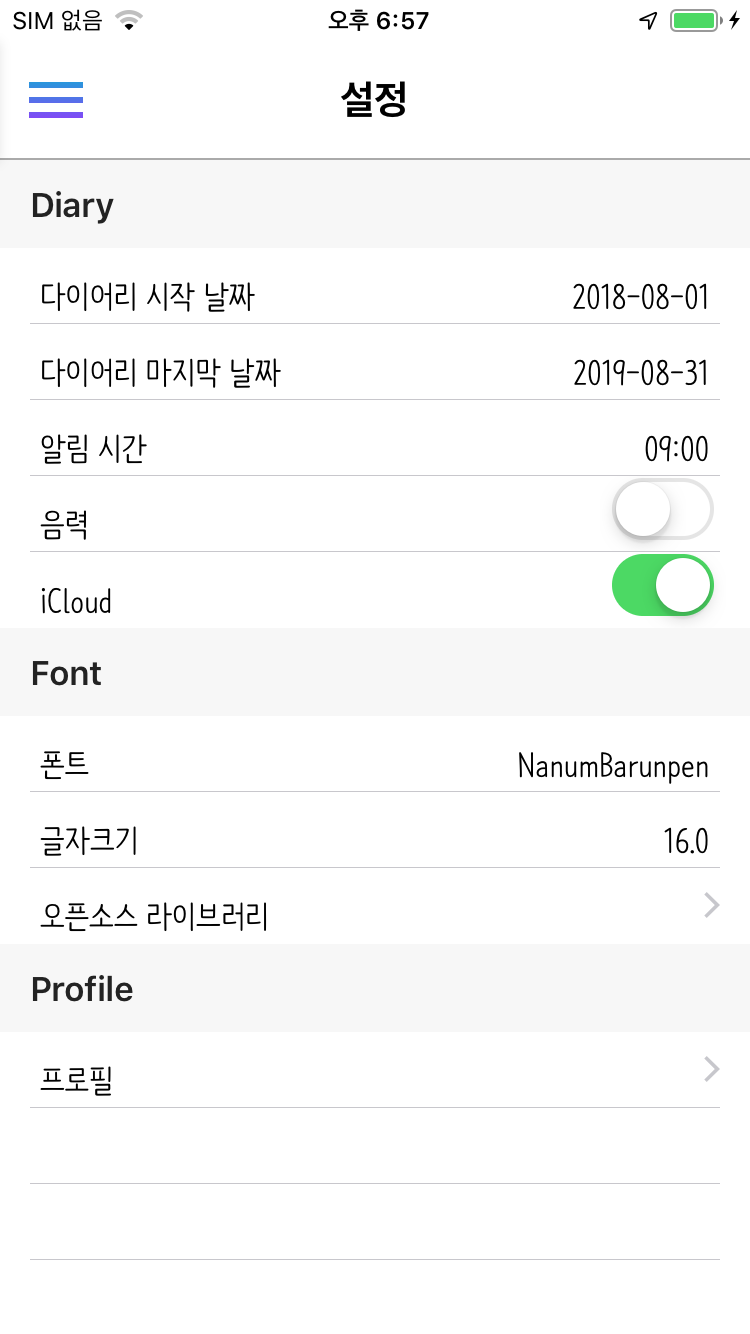 SIM 없음 오후 6:57
설정
Diary
다이어리 시작 날짜 2018-08-01
다이어리 마지막 날짜 2019-08-31
알림 시간 09:00
음력
iCloud
Font
폰트 NanumBarunpen
글자크기 16.0
오픈소스 라이브러리
Profile
프로필